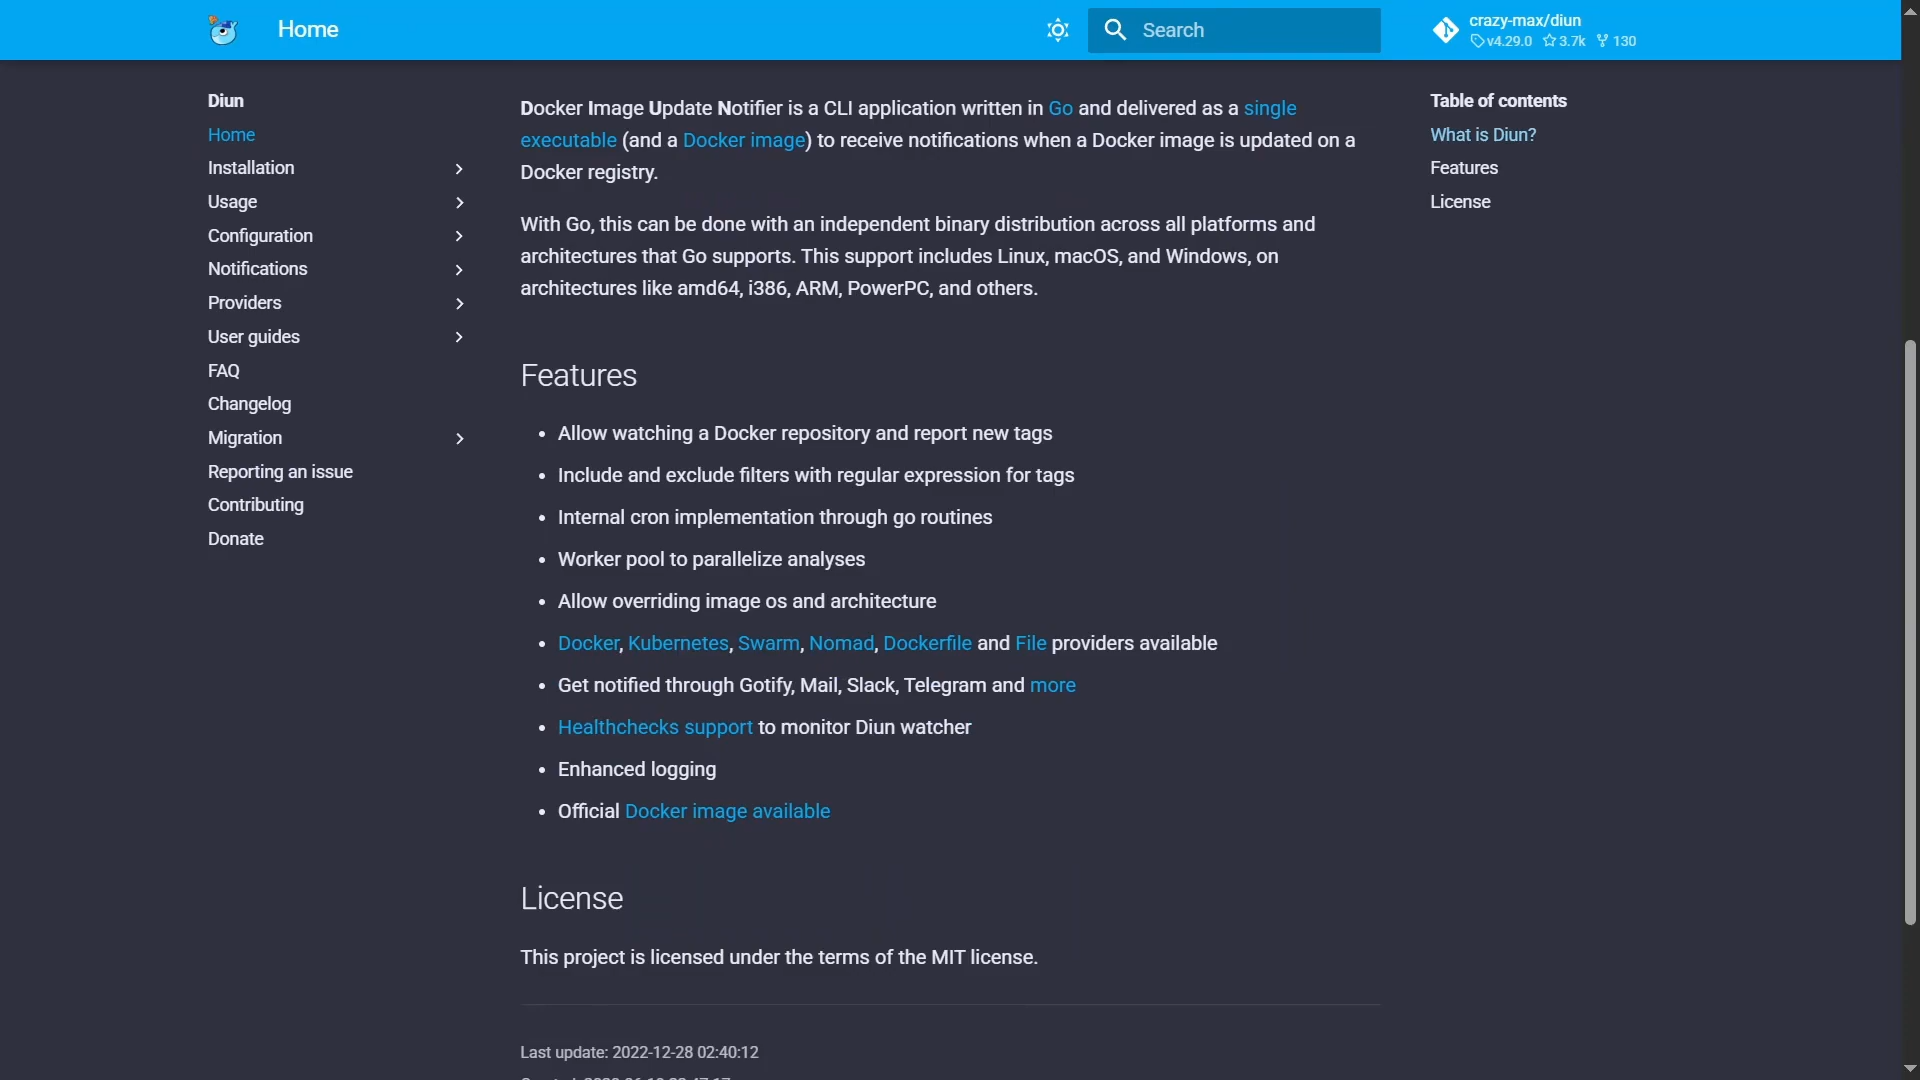 Home
Search
crazy-max/diun
v4.29.0 3.7k 130
Diun
Home
Installation
Usage
Configuration
Notifications
Providers
User guides
FAQ
Changelog
Migration
Reporting an issue
Contributing
Donate
Docker Image Update Notifier is a CLI application written in Go and delivered as a single
executable (and a Docker image) to receive notifications when a Docker image is updated on a
Docker registry.
With Go, this can be done with an independent binary distribution across all platforms and
architectures that Go supports. This support includes Linux, macOS, and Windows, on
architectures like amd64, i386, ARM, PowerPC, and others.
Features
• Allow watching a Docker repository and report new tags
• Include and exclude filters with regular expression for tags
• Internal cron implementation through go routines
• Worker pool to parallelize analyses
• Allow overriding image os and architecture
• Docker, Kubernetes, Swarm, Nomad, Dockerfile and File providers available
• Get notified through Gotify, Mail, Slack, Telegram and more
• Healthchecks support to monitor Diun watcher
• Enhanced logging
• Official Docker image available
License
This project is licensed under the terms of the MIT license.
Last update: 2022-12-28 02:40:12
Table of contents
What is Diun?
Features
License